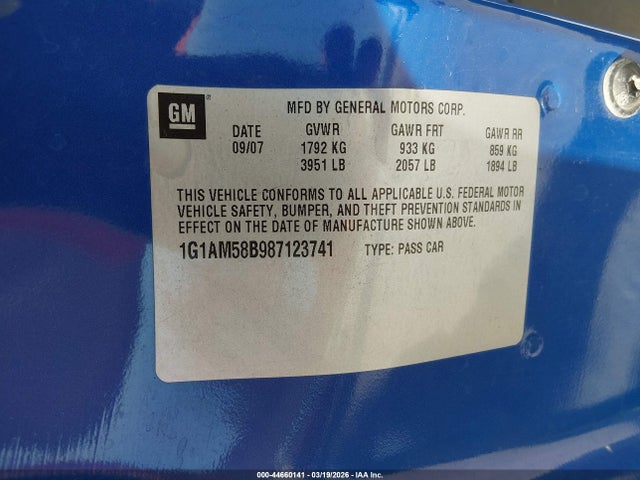 GM
MFD BY GENERAL MOTORS CORP.
DATE GVWR GAWR FRT GAWR RR
09/07 1792 KG 933 KG 859 KG
3951 LB 2057 LB 1894 LB
THIS VEHICLE CONFORMS TO ALL APPLICABLE U.S. FEDERAL MOTOR
VEHICLE SAFETY, BUMPER, AND THEFT PREVENTION STANDARDS IN
EFFECT ON THE DATE OF MANUFACTURE SHOWN ABOVE.
1G1AM58B987123741 TYPE: PASS CAR
000-44660141 - 03/19/2026 - IAA Inc.